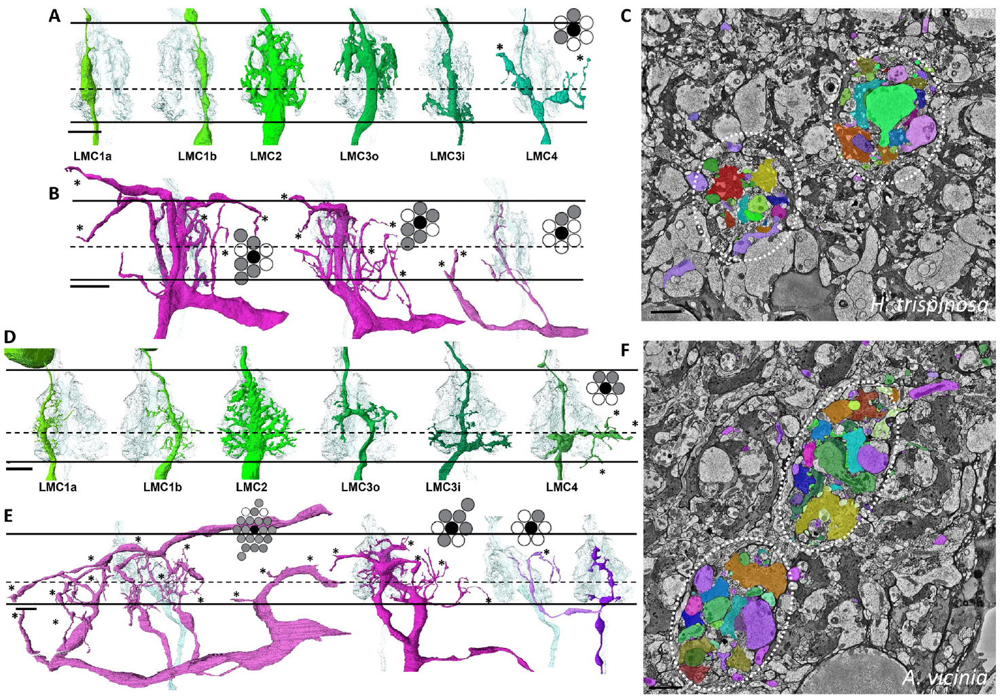 A
* *
LMC1a LMC1b LMC2 LMC3o LMC3i LMC4
B
* * * * * * * * * * * *
C
H. trispinosa
D
* * *
LMC1a LMC1b LMC2 LMC3o LMC3i LMC4
E
* * * * * * * * * * * * * * * * * *
F
A. vicinia